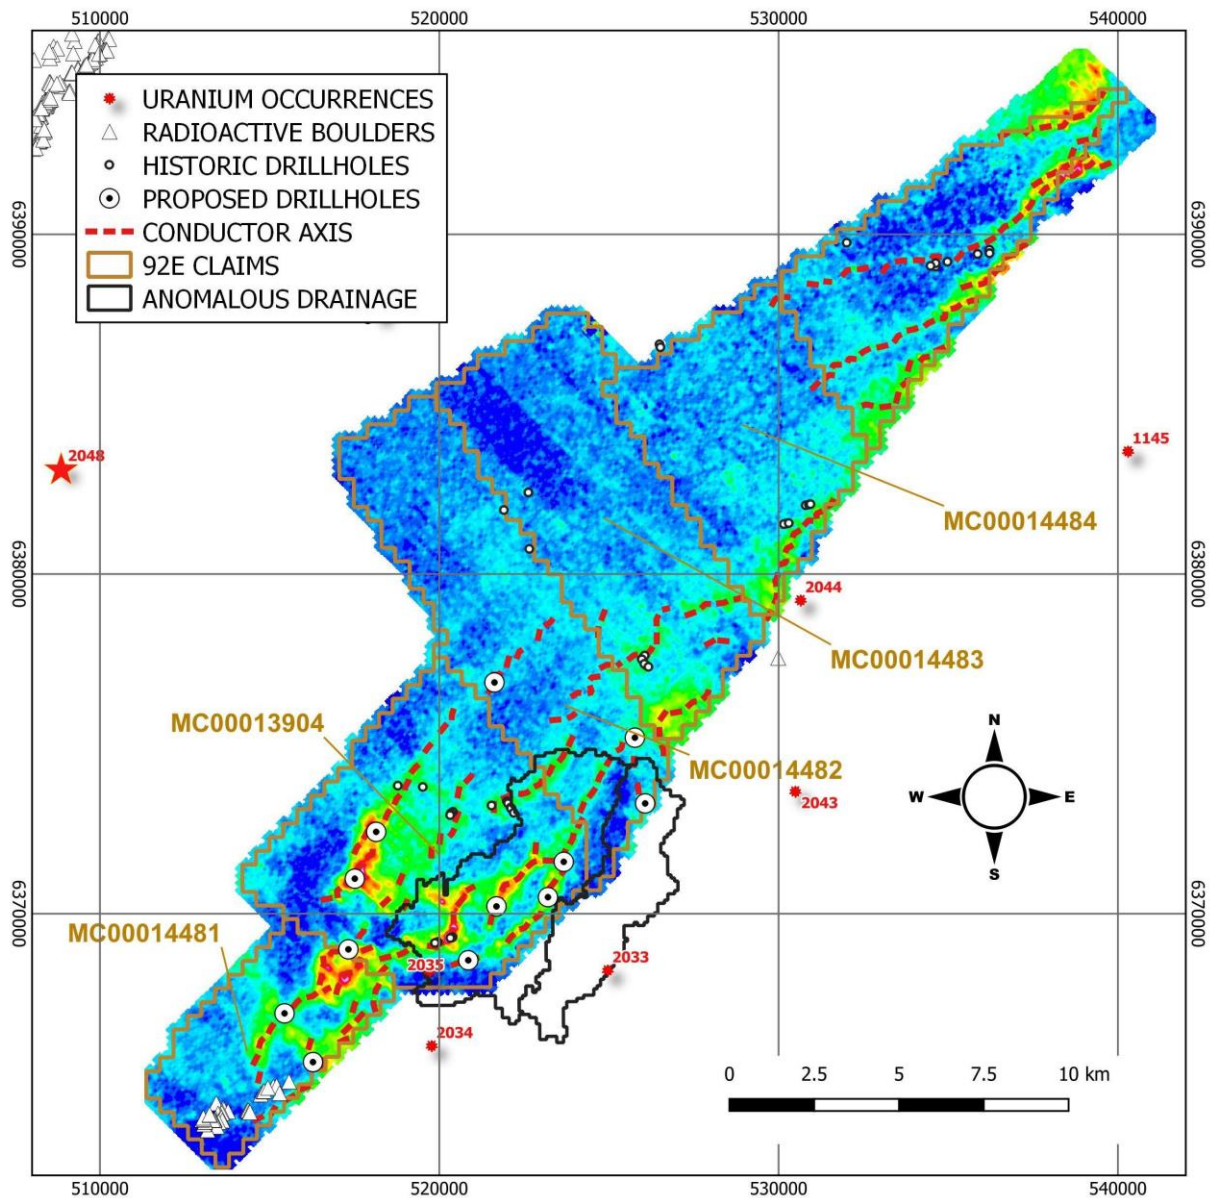 510000 520000 530000 540000
URANIUM OCCURRENCES
RADIOACTIVE BOULDERS
HISTORIC DRILLHOLES
PROPOSED DRILLHOLES
CONDUCTOR AXIS
92E CLAIMS
ANOMALOUS DRAINAGE
6390000 6390000
2048
1145
MC00014484
6380000 6380000
2044
MC00014483
MC00013904
N
MC00014482
2043
W E
S
6370000 6370000
MC00014481
2035
2033
2034
0 2.5 5 7.5 10 km
510000 520000 530000 540000